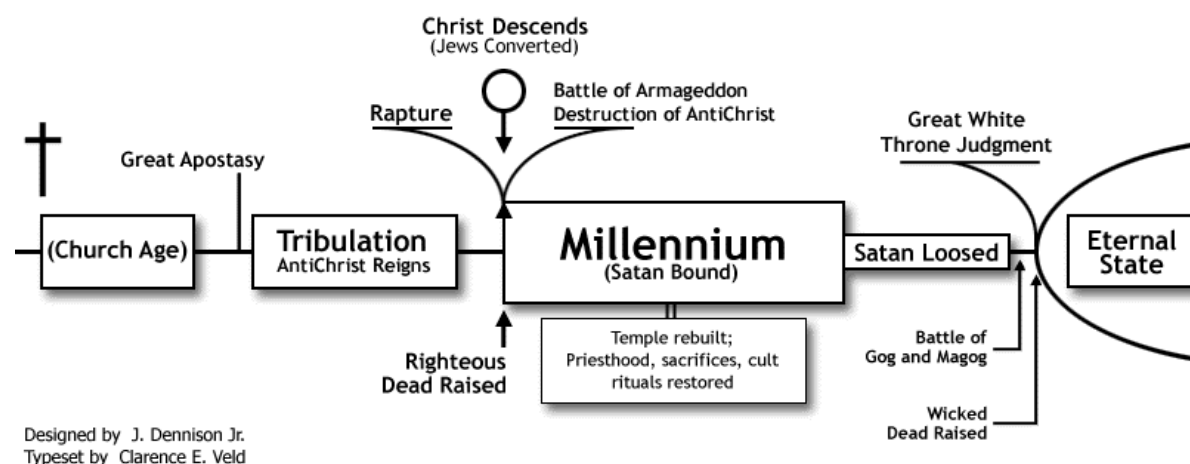 Christ Descends
(Jews Converted)
Rapture
Battle of Armageddon
Destruction of AntiChrist
Great White
Throne Judgment
Great Apostasy
(Church Age)
Tribulation
AntiChrist Reigns
Millennium
(Satan Bound)
Satan Loosed
Eternal
State
Righteous
Dead Raised
Temple rebuilt;
Priesthood, sacrifices, cult
rituals restored
Battle of
Gog and Magog
Wicked
Dead Raised
Designed by J. Dennison Jr.
Typeset by Clarence E. Veld